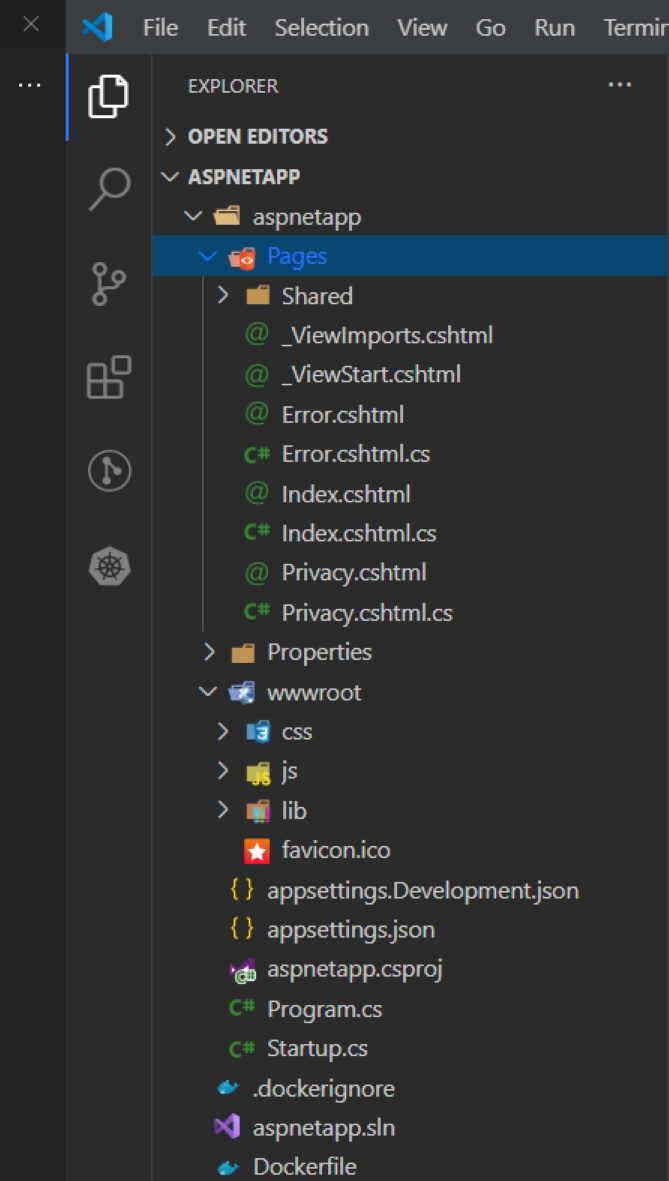 File Edit Selection View Go Run
EXPLORER
OPEN EDITORS
ASPNETAPP
aspnetapp
Pages
Shared
@ _ViewImports.cshtml
@ _ViewStart.cshtml
@ Error.cshtml
C# Error.cshtml.cs
@ Index.cshtml
C# Index.cshtml.cs
@ Privacy.cshtml
C# Privacy.cshtml.cs
Properties
wwwroot
css
js
lib
favicon.ico
{} appsettings.Development.json
{} appsettings.json
aspnetapp.csproj
C# Program.cs
C# Startup.cs
.dockerignore
aspnetapp.sln
Dockerfile